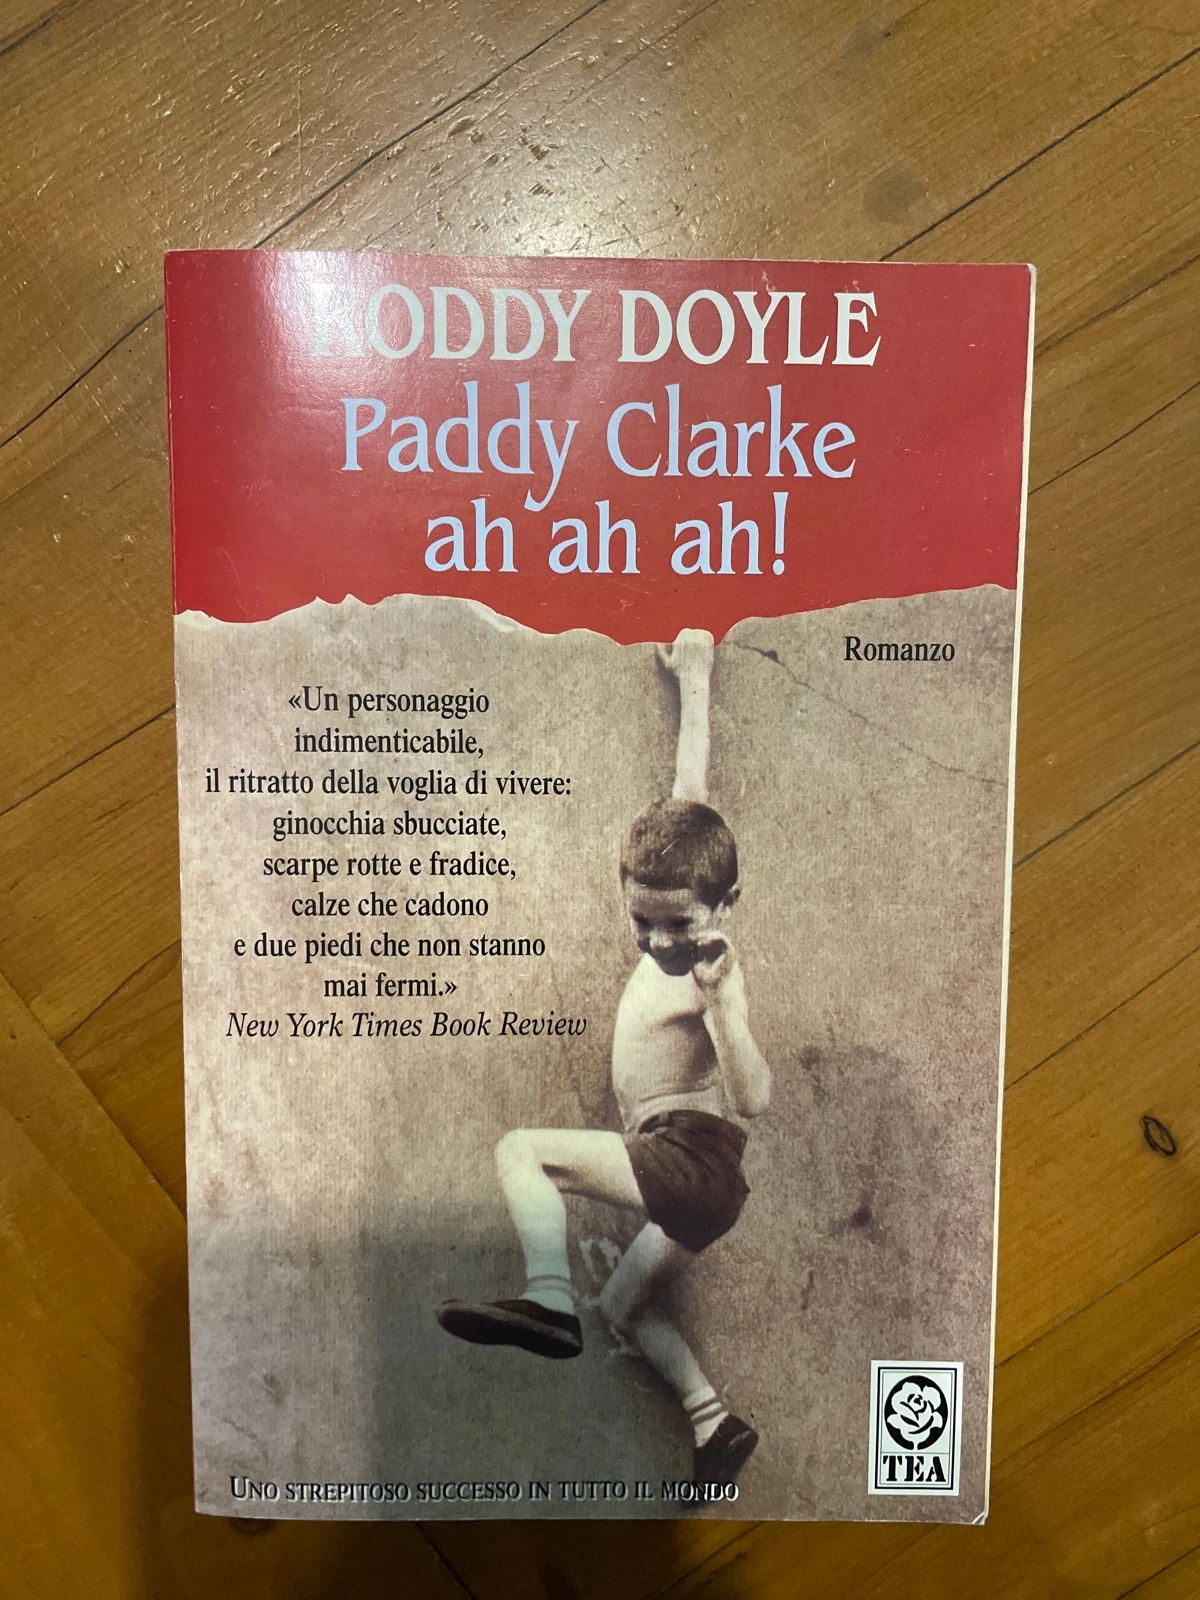 RODDY DOYLE
Paddy Clarke
ah ah ah!
Romanzo
«Un personaggio
indimenticabile,
il ritratto della voglia di vivere:
ginocchia sbucciate,
scarpe rotte e fradice,
calze che cadono
e due piedi che non stanno
mai fermi.»
New York Times Book Review
UNO STREPITOSO SUCCESSO IN TUTTO IL MONDO
TEA